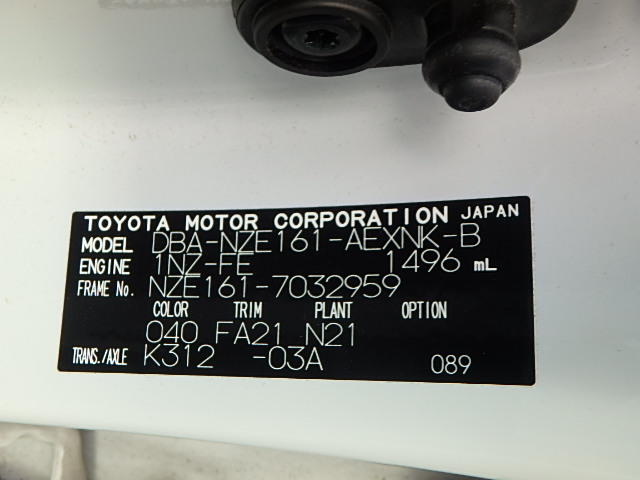 TOYOTA MOTOR CORPORATION JAPAN
MODEL DBA-NZE161-AEXNK-B
ENGINE 1NZ-FE 1496 mL
FRAME No. NZE161-7032959
COLOR TRIM PLANT OPTION
040 FA21 N21
TRANS./AXLE K312 -03A 089